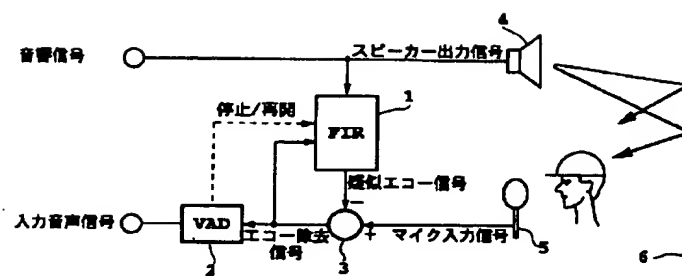 4
音響信号
スピーカー出力信号
1
停止/再開
FIR
疑似エコー信号
−
入力音声信号
VAD
エコー除去
信号
+
マイク入力信号
2
3
5
6